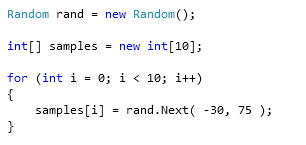 Random rand = new Random();
int[] samples = new int[10];
for (int i = 0; i < 10; i++)
{
samples[i] = rand.Next( -30, 75 );
}